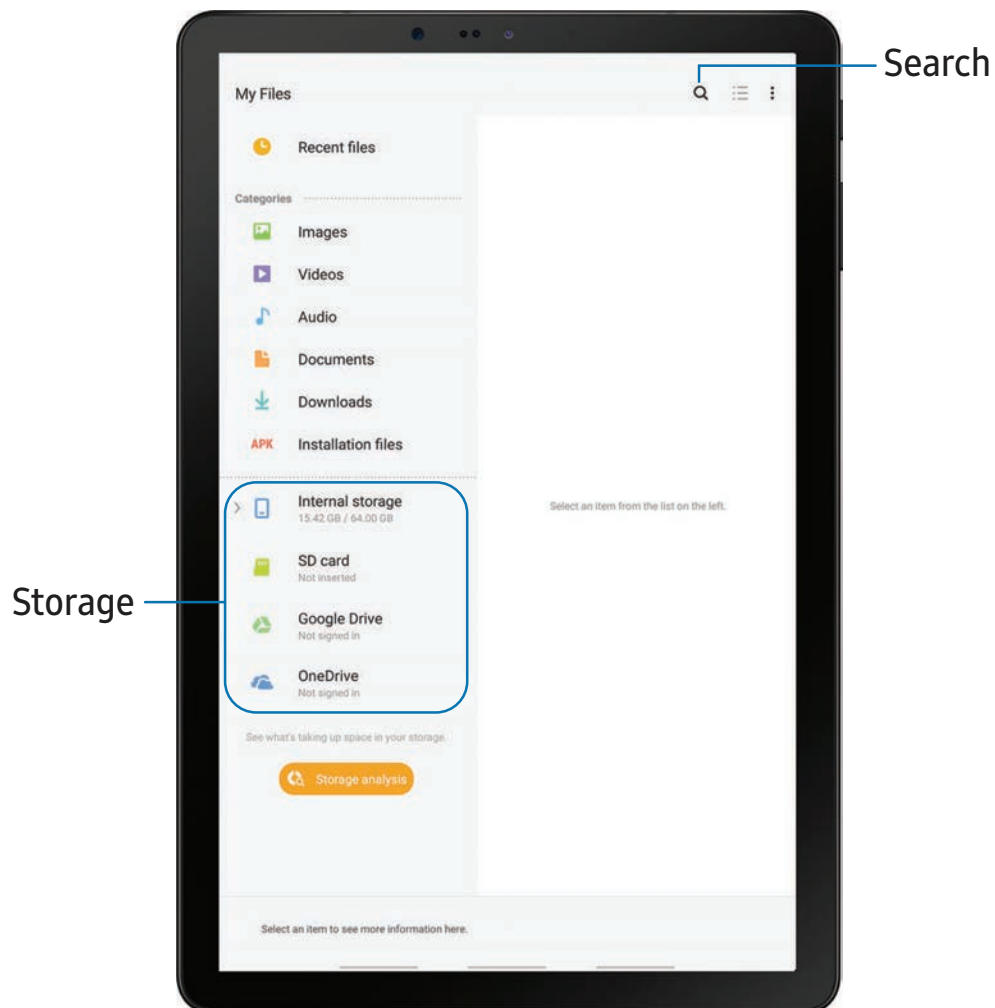 Search
My Files
Recent files
Categories
Images
Videos
Audio
Documents
Downloads
APK Installation files
Internal storage
15.42 GB / 64.00 GB
Select an item from the list on the left.
SD card
Not inserted
Storage
Google Drive
Not signed in
OneDrive
Not signed in
See what's taking up space in your storage.
Storage analysis
Select an item to see more information here.